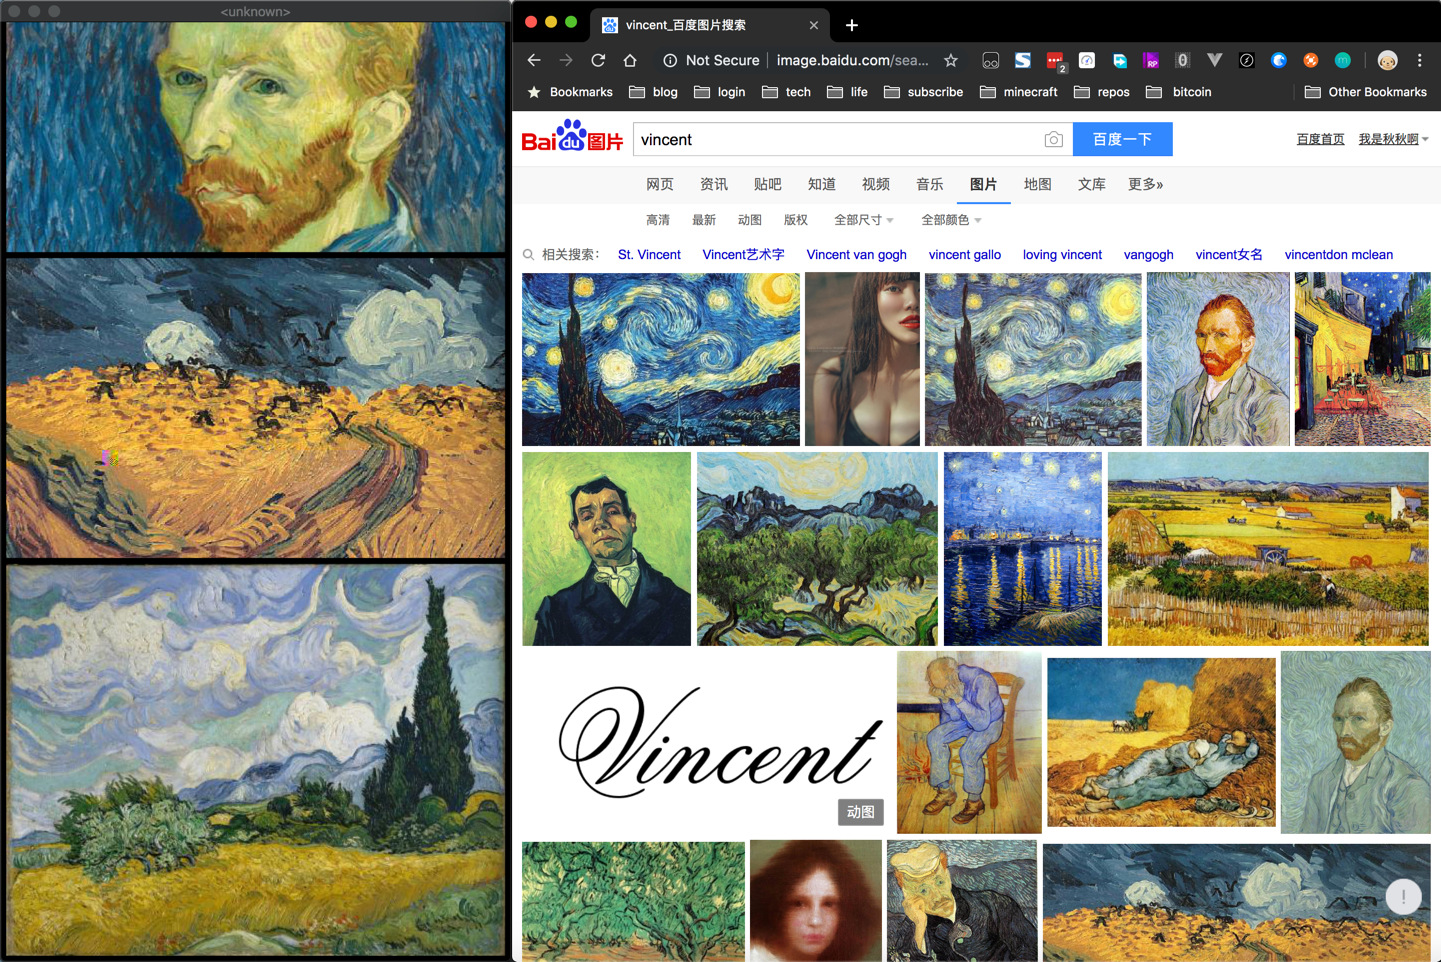 <unknown>
vincent_百度图片搜索
Not Secure
image.baidu.com/sea...
2
RP
Bookmarks
blog
login
tech
life
subscribe
minecraft
repos
bitcoin
Other Bookmarks
Bai du 图片
vincent
百度一下
百度首页
我是秋秋啊
网页
资讯
贴吧
知道
视频
音乐
图片
地图
文库
更多»
高清
最新
动图
版权
全部尺寸
全部颜色
相关搜索：
St. Vincent
Vincent艺术字
Vincent van gogh
vincent gallo
loving vincent
vangogh
vincent女名
vincentdon mclean
Vincent
动图